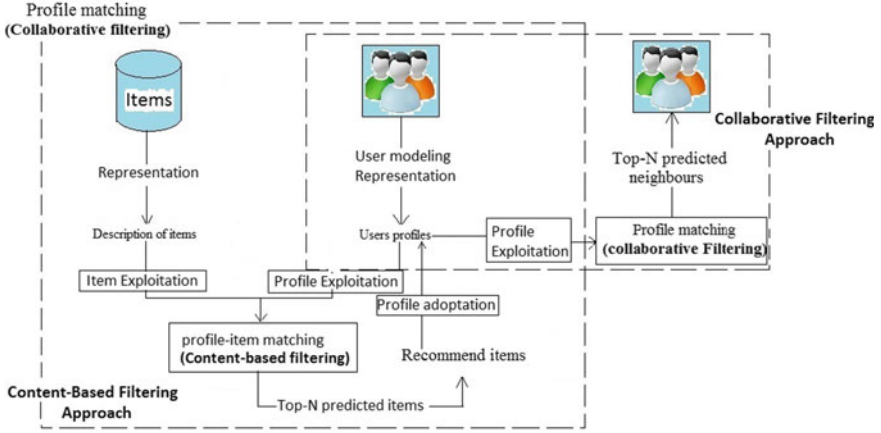 Profile matching
(Collaborative filtering)
Items
Representation
Description of items
Item Exploitation
User modeling
Representation
Users profiles
Profile Exploitation
Profile
Exploitation
Profile matching
(collaborative Filtering)
Top-N predicted
neighbours
Collaborative Filtering
Approach
Profile adoptation
profile-item matching
(Content-based filtering)
Recommend items
Top-N predicted items
Content-Based Filtering
Approach